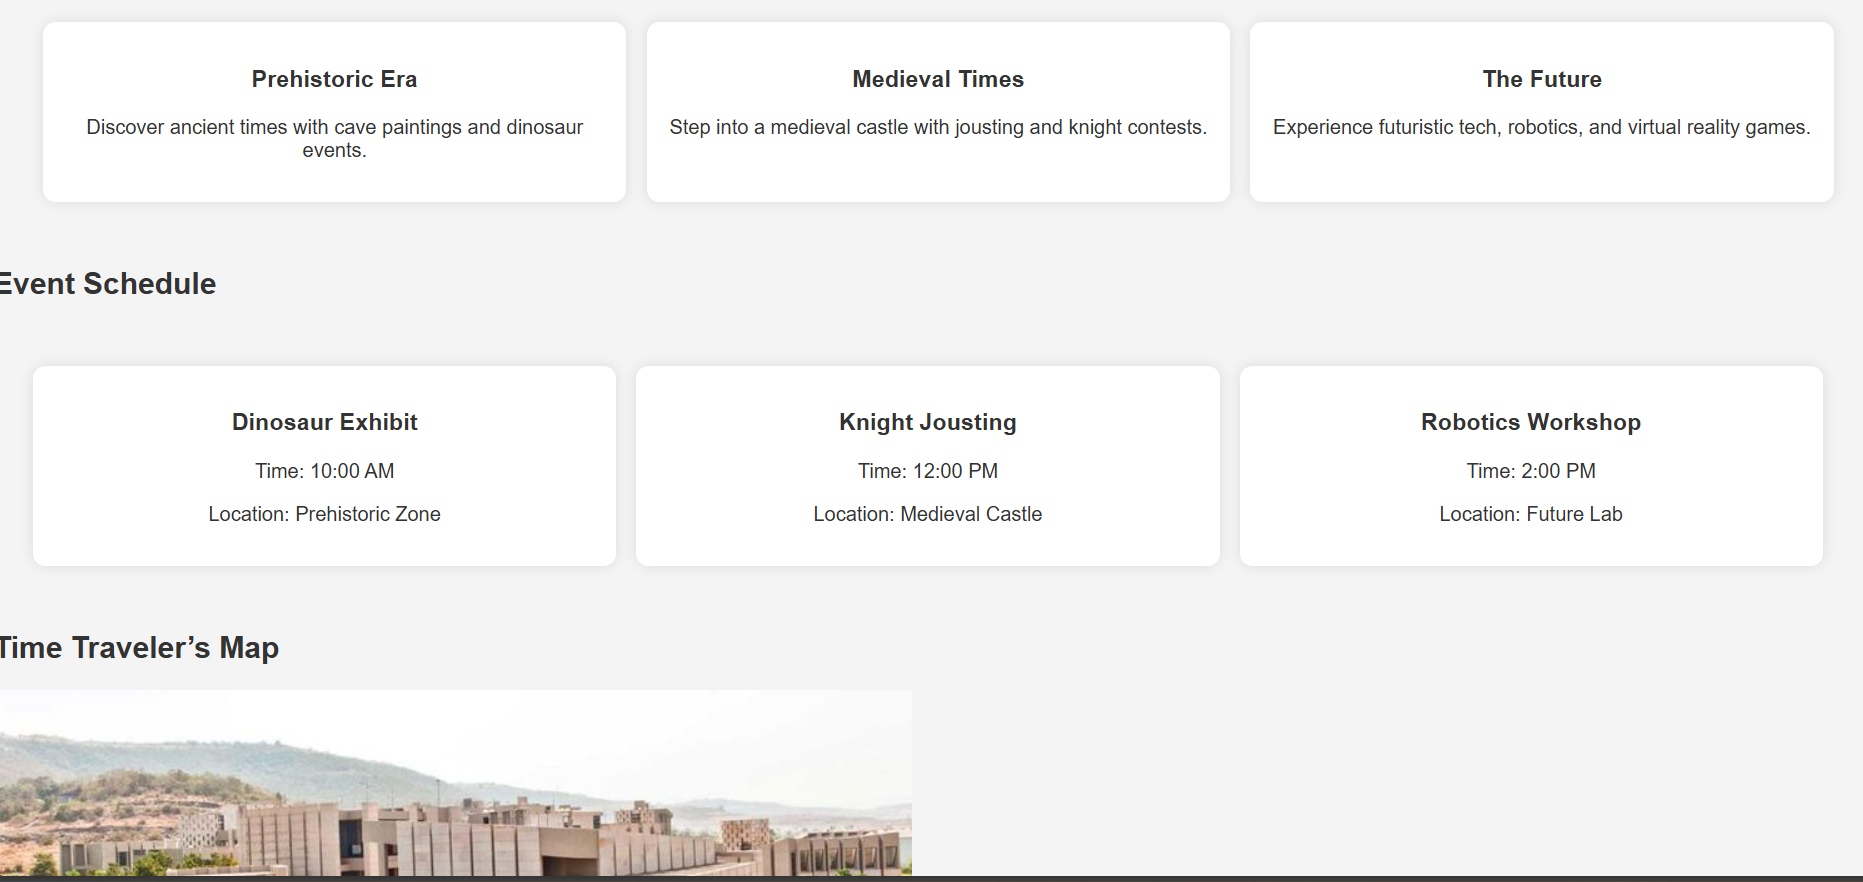 Prehistoric Era
Discover ancient times with cave paintings and dinosaur
events.
Medieval Times
Step into a medieval castle with jousting and knight contests.
The Future
Experience futuristic tech, robotics, and virtual reality games.
Event Schedule
Dinosaur Exhibit
Time: 10:00 AM
Location: Prehistoric Zone
Knight Jousting
Time: 12:00 PM
Location: Medieval Castle
Robotics Workshop
Time: 2:00 PM
Location: Future Lab
Time Traveler’s Map